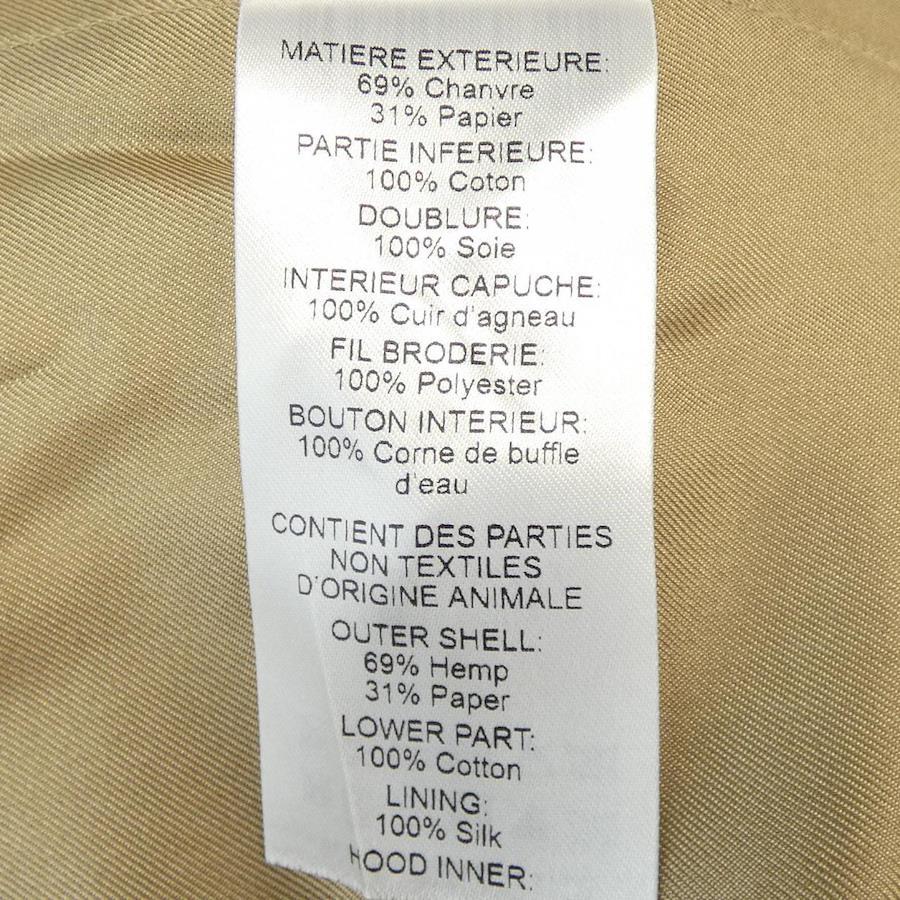 MATIERE EXTERIEURE:
69% Chanvre
31% Papier
PARTIE INFERIEURE:
100% Coton
DOUBLURE:
100% Soie
INTERIEUR CAPUCHE:
100% Cuir d'agneau
FIL BRODERIE:
100% Polyester
BOUTON INTERIEUR:
100% Corne de buffle
d'eau
CONTIENT DES PARTIES
NON TEXTILES
D'ORIGINE ANIMALE
OUTER SHELL:
69% Hemp
31% Paper
LOWER PART:
100% Cotton
LINING:
100% Silk
HOOD INNER: